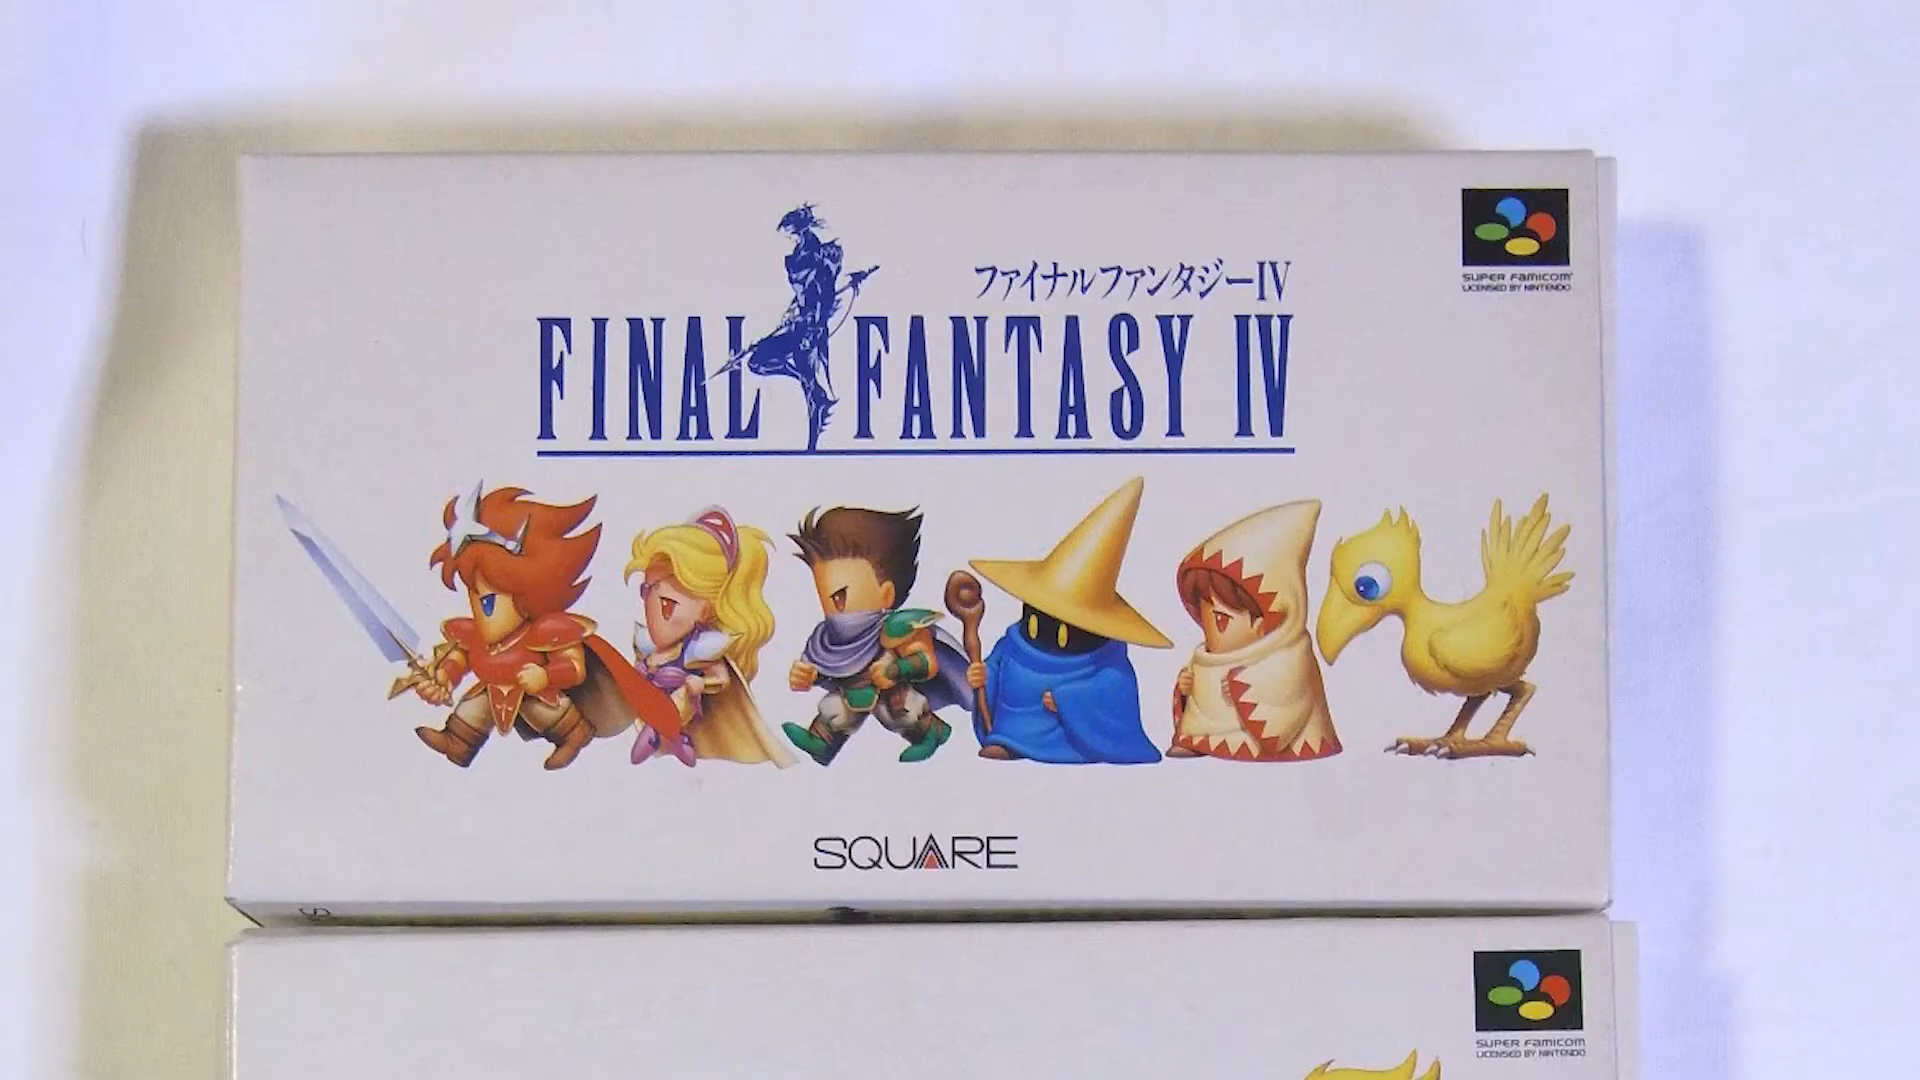 ファイナルファンタジーIV
FINAL FANTASY IV
SUPER FAMICOM
LICENSED BY NINTENDO
SQUARE
SUPER FAMICOM
LICENSED BY NINTENDO